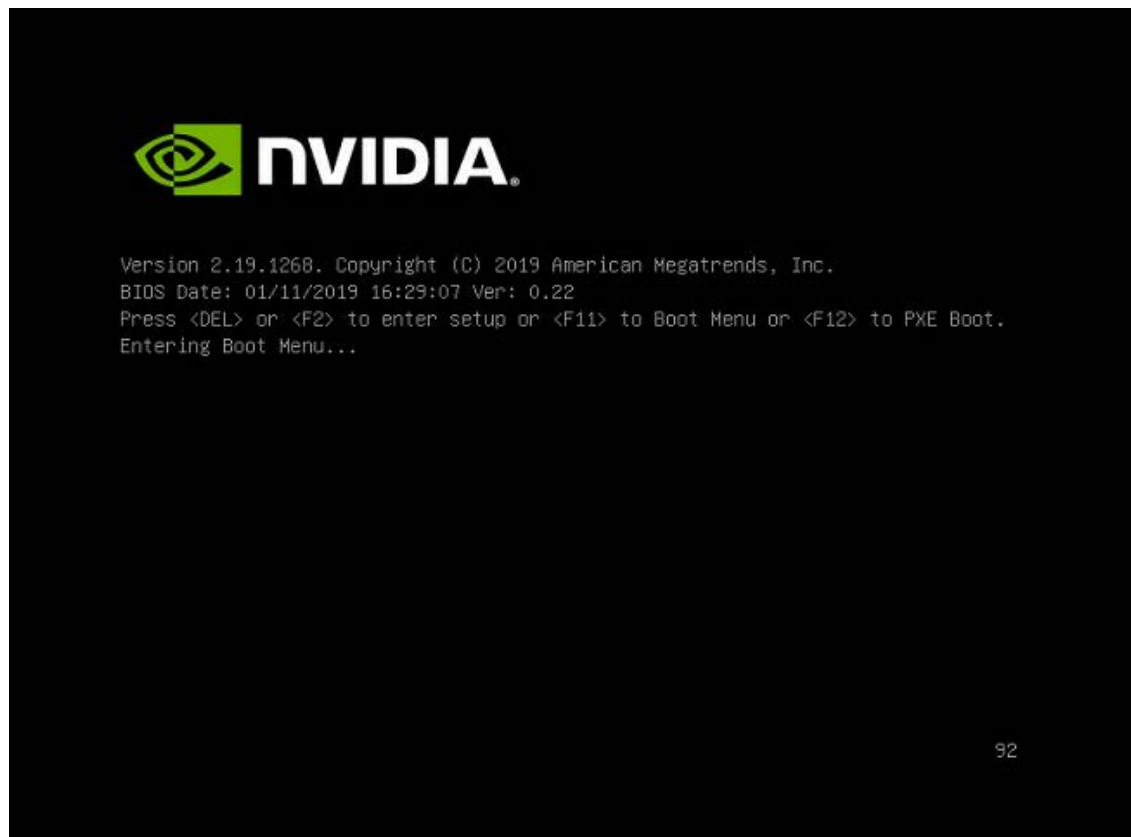 NVIDIA.
Version 2.19.1268. Copyright (C) 2019 American Megatrends, Inc.
BIOS Date: 01/11/2019 16:29:07 Ver: 0.22
Press <DEL> or <F2> to enter setup or <F11> to Boot Menu or <F12> to PXE Boot.
Entering Boot Menu...
92